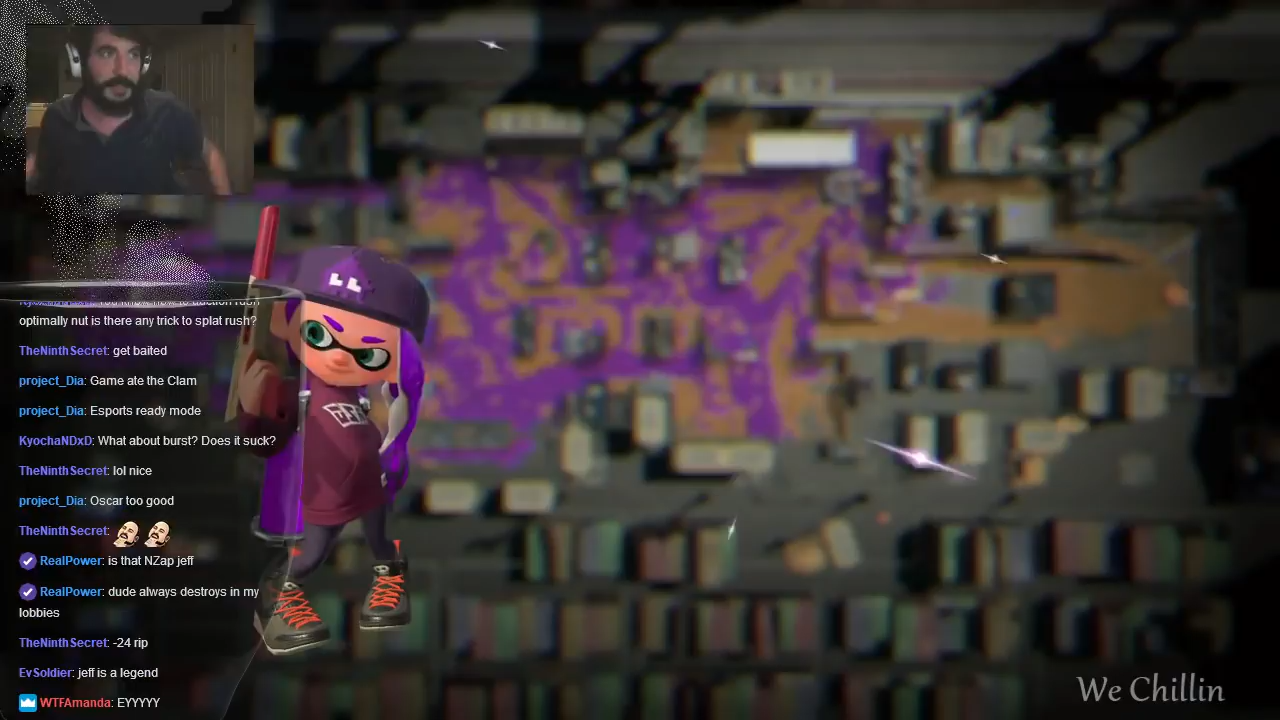 optimally nut is there any trick to splat rush?
TheNinthSecret: get baited
project_Dia: Game ate the Clam
project_Dia: Esports ready mode
KyochaNDxD: What about burst? Does it suck?
TheNinthSecret: lol nice
project_Dia: Oscar too good
TheNinthSecret:
RealPower: is that NZap jeff
RealPower: dude always destroys in my
lobbies
TheNinthSecret: -24 rip
EvSoldier: jeff is a legend
WTFAmanda: EYYYYY
We Chillin